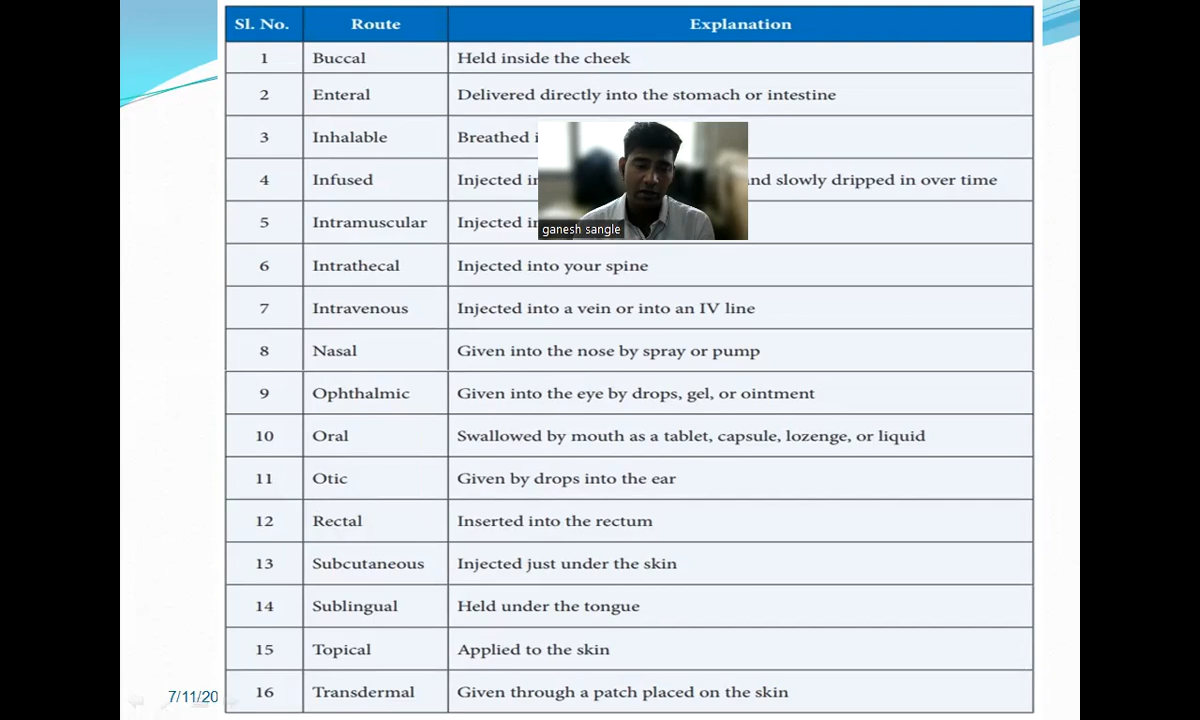 Sl. No. Route Explanation
1 Buccal Held inside the cheek
2 Enteral Delivered directly into the stomach or intestine
3 Inhalable Breathed
4 Infused Injected and slowly dripped in over time
5 Intramuscular Injected
ganesh sangle
6 Intrathecal Injected into your spine
7 Intravenous Injected into a vein or into an IV line
8 Nasal Given into the nose by spray or pump
9 Ophthalmic Given into the eye by drops, gel, or ointment
10 Oral Swallowed by mouth as a tablet, capsule, lozenge, or liquid
11 Otic Given by drops into the ear
12 Rectal Inserted into the rectum
13 Subcutaneous Injected just under the skin
14 Sublingual Held under the tongue
15 Topical Applied to the skin
16 Transdermal Given through a patch placed on the skin
7/11/20